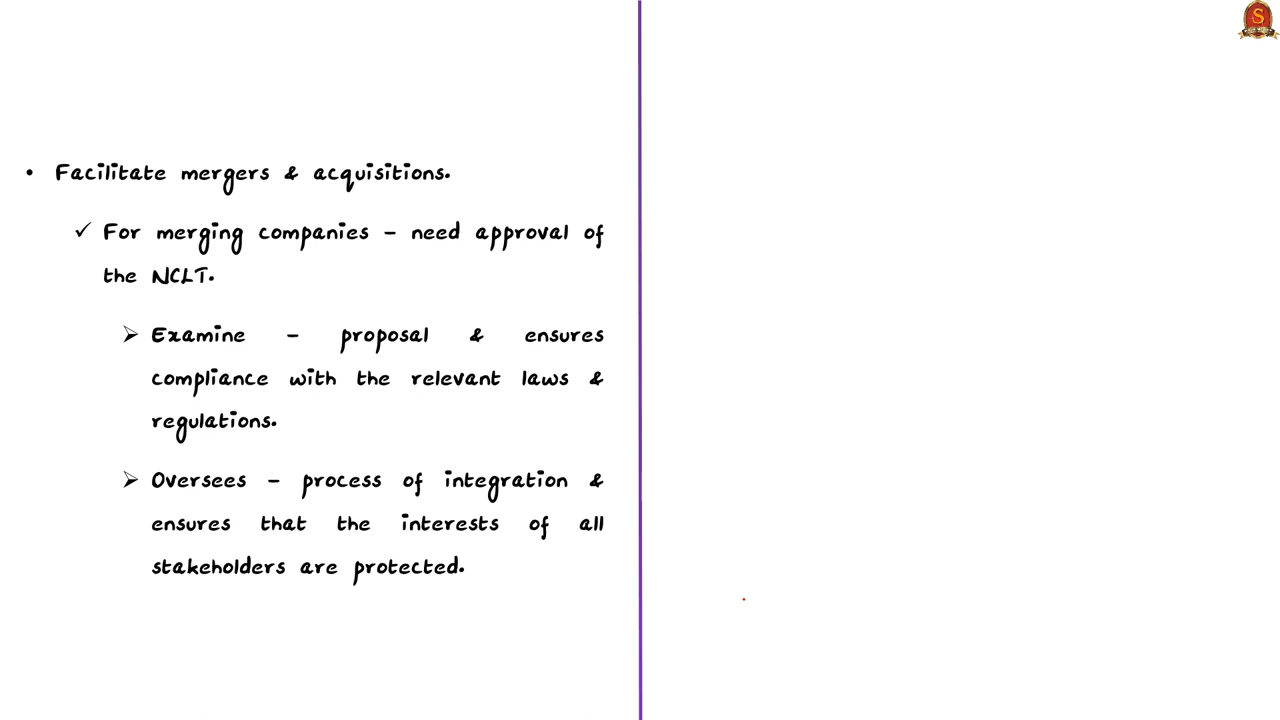 • Facilitate mergers & acquisitions.
✓ For merging companies - need approval of
the NCLT.
➢ Examine - proposal & ensures
compliance with the relevant laws &
regulations.
➢ Oversees - process of integration &
ensures that the interests of all
stakeholders are protected.
S